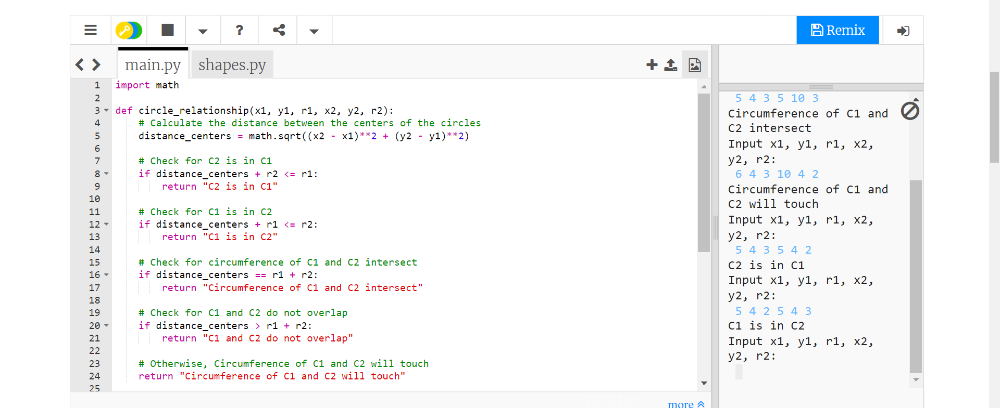 ? Remix
main.py shapes.py
1 import math
2
3 def circle_relationship(x1, y1, r1, x2, y2, r2):
4 # Calculate the distance between the centers of the circles
5 distance_centers = math.sqrt((x2 - x1)**2 + (y2 - y1)**2)
6
7 # Check for C2 is in C1
8 if distance_centers + r2 <= r1:
9 return "C2 is in C1"
10
11 # Check for C1 is in C2
12 if distance_centers + r1 <= r2:
13 return "C1 is in C2"
14
15 # Check for circumference of C1 and C2 intersect
16 if distance_centers == r1 + r2:
17 return "Circumference of C1 and C2 intersect"
18
19 # Check for C1 and C2 do not overlap
20 if distance_centers > r1 + r2:
21 return "C1 and C2 do not overlap"
22
23 # Otherwise, Circumference of C1 and C2 will touch
24 return "Circumference of C1 and C2 will touch"
25
more
5 4 3 5 10 3
Circumference of C1 and
C2 intersect
Input x1, y1, r1, x2,
y2, r2:
6 4 3 10 4 2
Circumference of C1 and
C2 will touch
Input x1, y1, r1, x2,
y2, r2:
5 4 3 5 4 2
C2 is in C1
Input x1, y1, r1, x2,
y2, r2:
5 4 2 5 4 3
C1 is in C2
Input x1, y1, r1, x2,
y2, r2: